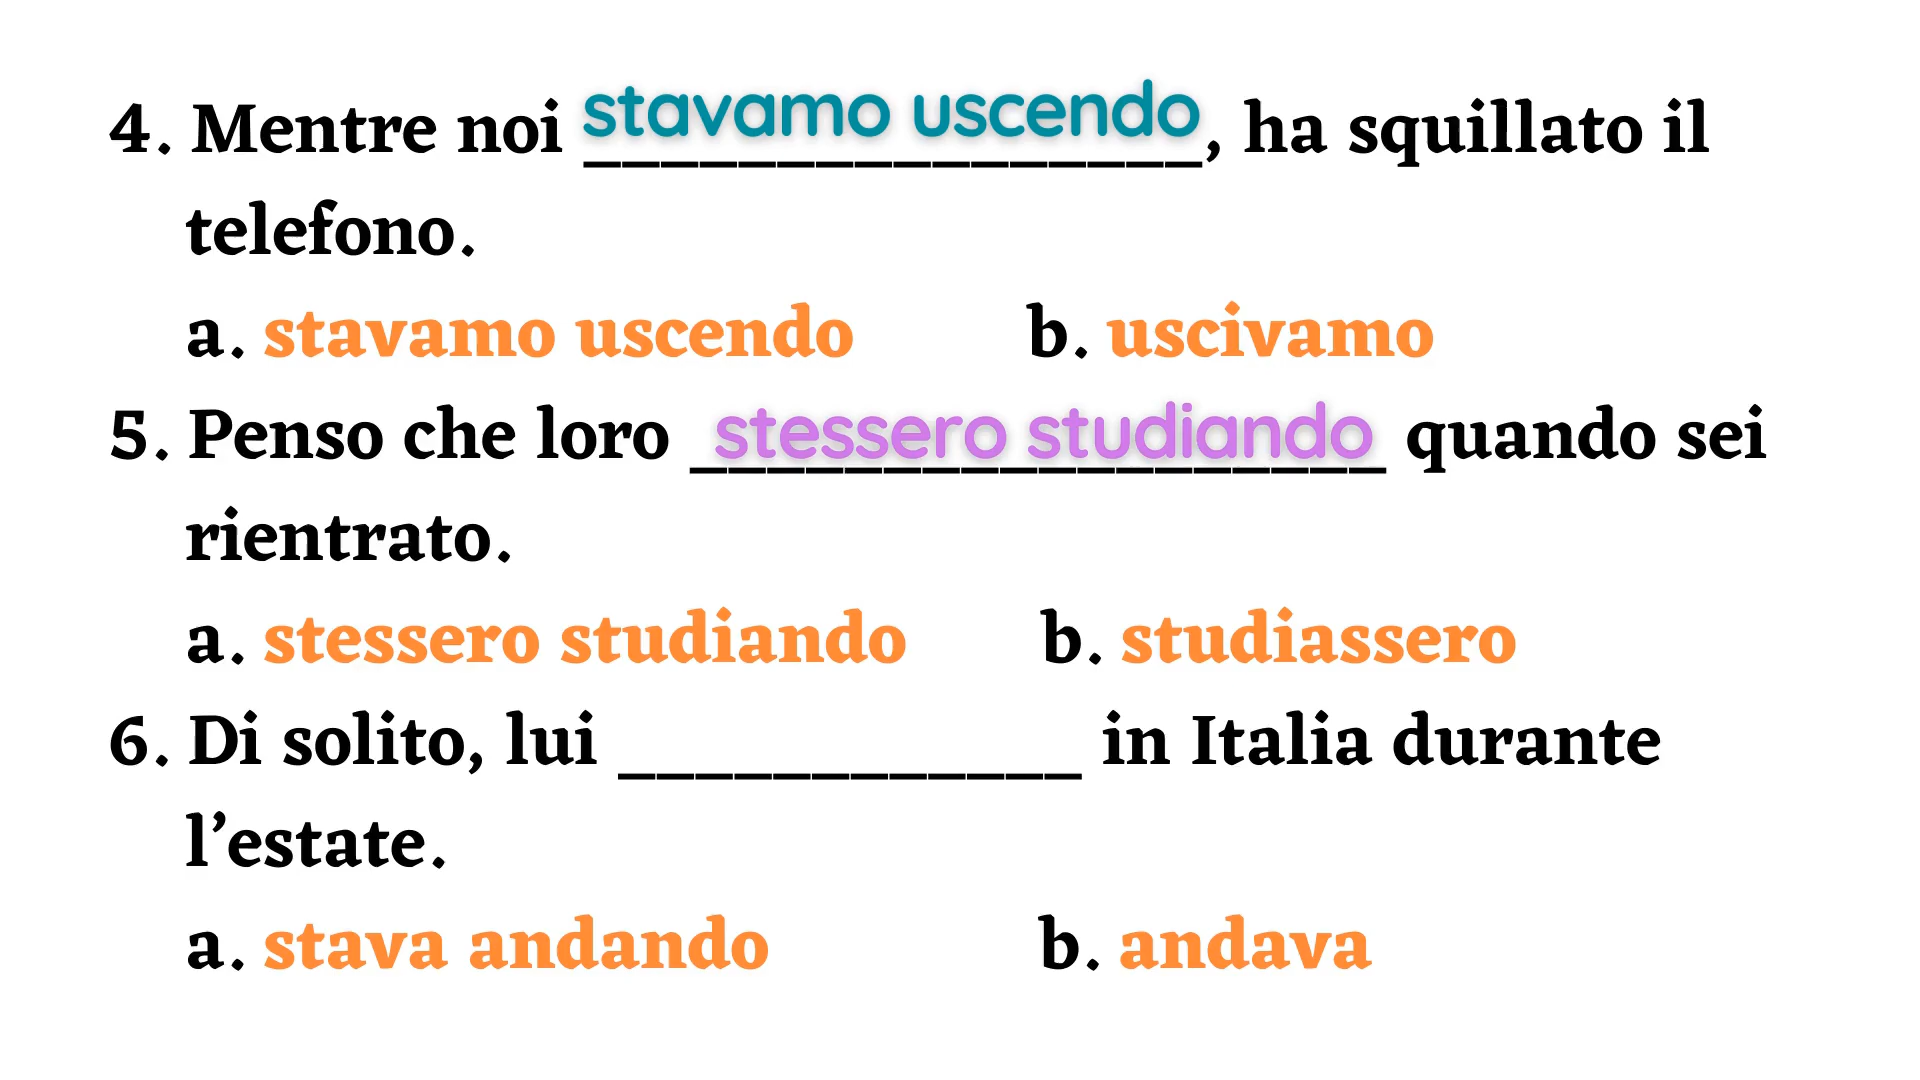 4. Mentre noi stavamo uscendo, ha squillato il
telefono.
a. stavamo uscendo b. uscivamo
5. Penso che loro stessero studiando quando sei
rientrato.
a. stessero studiando b. studiassero
6. Di solito, lui ____________ in Italia durante
l’estate.
a. stava andando b. andava